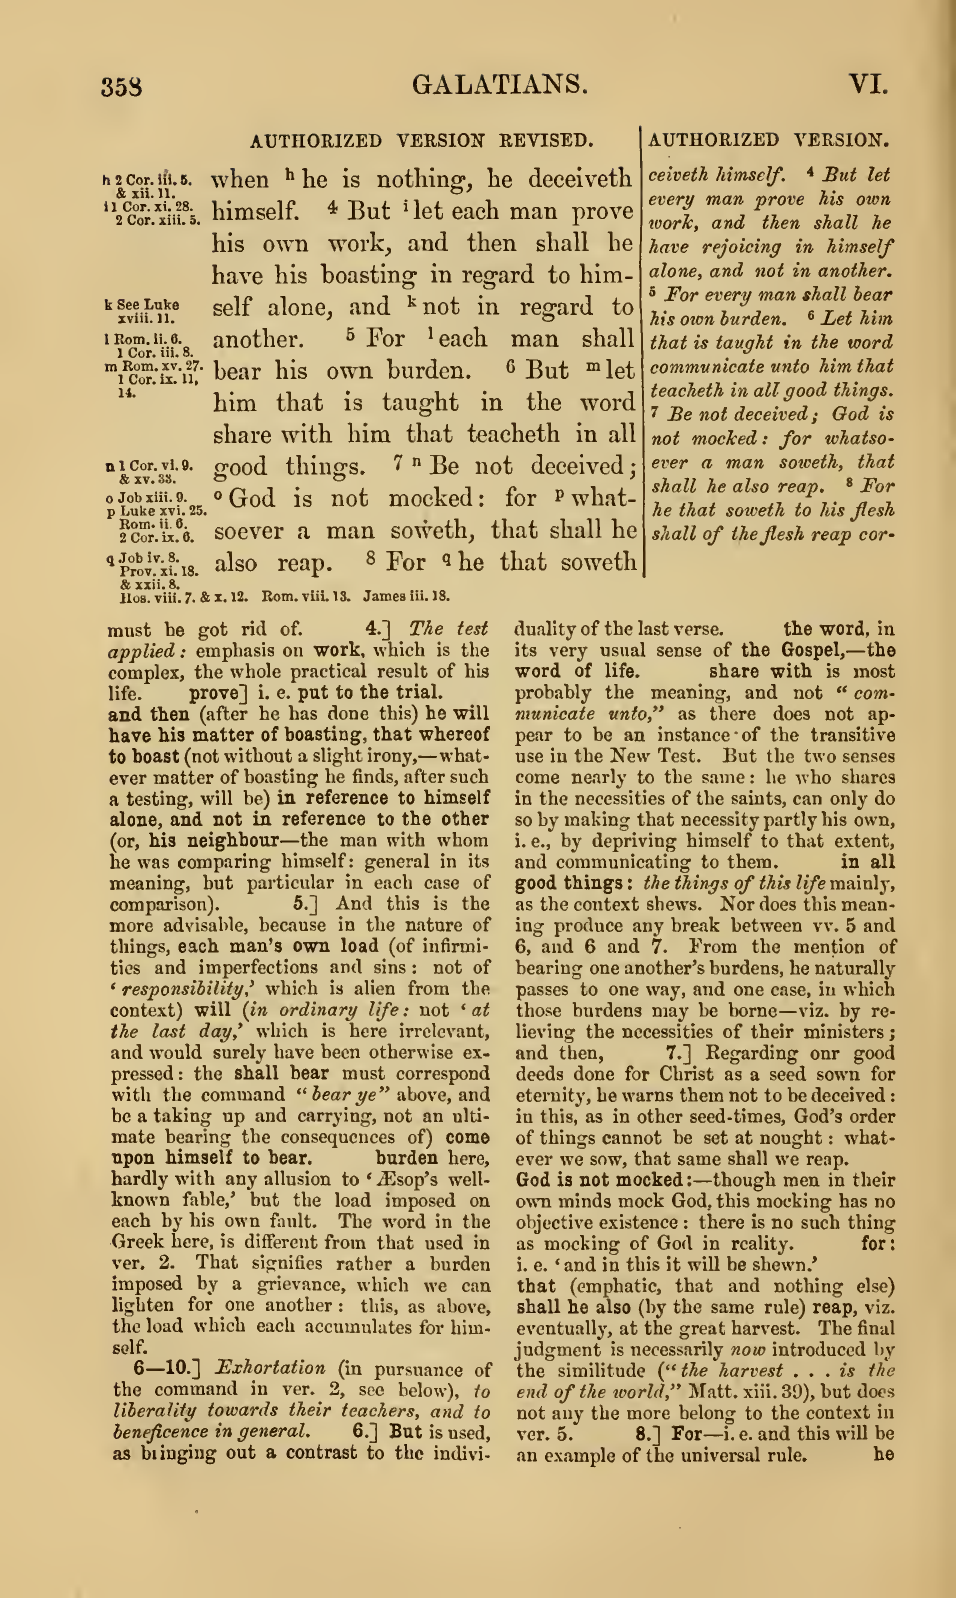 358
GALATIANS.
VI.
AUTHORIZED VERSION REVISED.
h 2 Cor. iii. 5.
& xii. 11.
i 1 Cor. xi. 28.
2 Cor. xiii. 5.
k See Luke
xviii. 11.
l Rom. ii. 6.
1 Cor. iii. 8.
m Rom. xv. 27.
1 Cor. ix. 11,
14.
n 1 Cor. vi. 9.
& xv. 33.
o Job xiii. 9.
p Luke xvi. 25.
Rom. ii. 6.
2 Cor. ix. 6.
q Job iv. 8.
Prov. xi. 18.
& xxii. 8.
Hos. viii. 7. & x. 12. Rom. viii. 13. James iii. 18.
when h he is nothing, he deceiveth
himself. 4 But i let each man prove
his own work, and then shall he
have his boasting in regard to him-
self alone, and k not in regard to
another. 5 For l each man shall
bear his own burden. 6 But m let
him that is taught in the word
share with him that teacheth in all
good things. 7 n Be not deceived;
o God is not mocked: for p what-
soever a man soweth, that shall he
also reap. 8 For q he that soweth
AUTHORIZED VERSION.
ceiveth himself. 4 But let
every man prove his own
work, and then shall he
have rejoicing in himself
alone, and not in another.
5 For every man shall bear
his own burden. 6 Let him
that is taught in the word
communicate unto him that
teacheth in all good things.
7 Be not deceived; God is
not mocked: for whatso-
ever a man soweth, that
shall he also reap. 8 For
he that soweth to his flesh
shall of the flesh reap cor-
must be got rid of. 4.] The test
applied: emphasis on work, which is the
complex, the whole practical result of his
life. prove] i. e. put to the trial.
and then (after he has done this) he will
have his matter of boasting, that whereof
to boast (not without a slight irony,—what-
ever matter of boasting he finds, after such
a testing, will be) in reference to himself
alone, and not in reference to the other
(or, his neighbour—the man with whom
he was comparing himself: general in its
meaning, but particular in each case of
comparison). 5.] And this is the
more advisable, because in the nature of
things, each man's own load (of infirmi-
ties and imperfections and sins: not of
'responsibility,' which is alien from the
context) will (in ordinary life: not 'at
the last day,' which is here irrelevant,
and would surely have been otherwise ex-
pressed: the shall bear must correspond
with the command "bear ye" above, and
be a taking up and carrying, not an ulti-
mate bearing the consequences of) come
upon himself to bear. burden here,
hardly with any allusion to 'Æsop's well-
known fable,' but the load imposed on
each by his own fault. The word in the
Greek here, is different from that used in
ver. 2. That signifies rather a burden
imposed by a grievance, which we can
lighten for one another: this, as above,
the load which each accumulates for him-
self.
6—10.] Exhortation (in pursuance of
the command in ver. 2, see below), to
liberality towards their teachers, and to
beneficence in general. 6.] But is used,
as bringing out a contrast to the indivi-
duality of the last verse. the word, in
its very usual sense of the Gospel,—the
word of life. share with is most
probably the meaning, and not "com-
municate unto," as there does not ap-
pear to be an instance of the transitive
use in the New Test. But the two senses
come nearly to the same: he who shares
in the necessities of the saints, can only do
so by making that necessity partly his own,
i. e., by depriving himself to that extent,
and communicating to them. in all
good things: the things of this life mainly,
as the context shews. Nor does this mean-
ing produce any break between vv. 5 and
6, and 6 and 7. From the mention of
bearing one another's burdens, he naturally
passes to one way, and one case, in which
those burdens may be borne—viz. by re-
lieving the necessities of their ministers;
and then, 7.] Regarding our good
deeds done for Christ as a seed sown for
eternity, he warns them not to be deceived:
in this, as in other seed-times, God's order
of things cannot be set at nought: what-
ever we sow, that same shall we reap.
God is not mocked:—though men in their
own minds mock God, this mocking has no
objective existence: there is no such thing
as mocking of God in reality. for:
i. e. 'and in this it will be shewn.'
that (emphatic, that and nothing else)
shall he also (by the same rule) reap, viz.
eventually, at the great harvest. The final
judgment is necessarily now introduced by
the similitude ("the harvest . . . is the
end of the world," Matt. xiii. 39), but does
not any the more belong to the context in
ver. 5. 8.] For—i. e. and this will be
an example of the universal rule. he